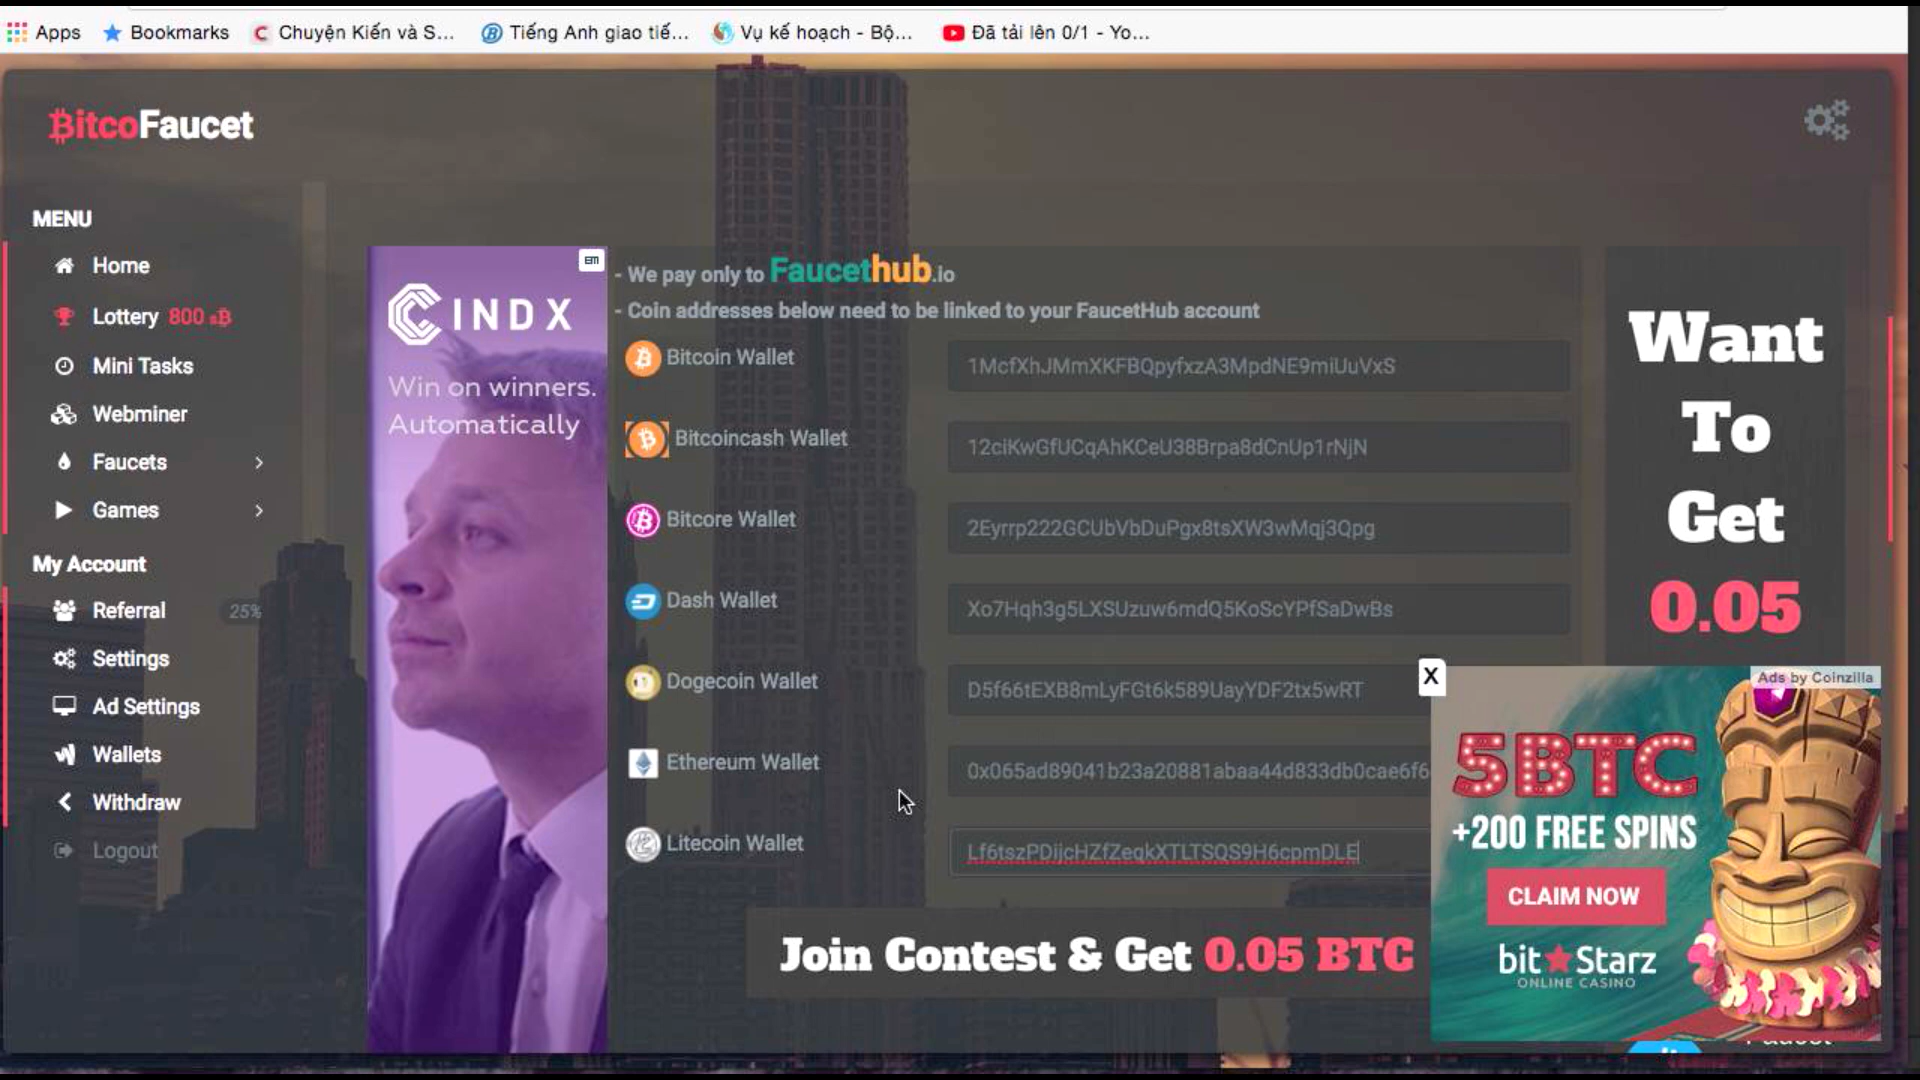 Apps Bookmarks Chuyện Kiến và S... Tiếng Anh giao tiế... Vụ kế hoạch - Bộ... Đã tải lên 0/1 - Yo...
BitcoFaucet
MENU
Home
Lottery 800 sB
Mini Tasks
Webminer
Faucets
Games
My Account
Referral 25%
Settings
Ad Settings
Wallets
Withdraw
Logout
CINDX
Win on winners.
Automatically
- We pay only to Faucethub.io
- Coin addresses below need to be linked to your FaucetHub account
Bitcoin Wallet 1McfXhJMmXKFBQpyfxzA3MpdNE9miUuVxS
Bitcoincash Wallet 12ciKwGfUCqAhKCeU38Brpa8dCnUp1rNjN
Bitcore Wallet 2Eyrrp222GCUbVbDuPgx8tsXW3wMqj3Qpg
Dash Wallet Xo7Hqh3g5LXSUzuw6mdQ5KoScYPfSaDwBs
Dogecoin Wallet D5f66tEXB8mLyFGt6k589UayYDF2tx5wRT
Ethereum Wallet 0x065ad89041b23a20881abaa44d833db0cae6f6
Litecoin Wallet Lf6tszPDijcHZfZeqkXTLTSQS9H6cpmDLE
Join Contest & Get 0.05 BTC
Want
To
Get
0.05
X
Ads by Coinzilla
5BTC
+200 FREE SPINS
CLAIM NOW
bitStarz
ONLINE CASINO